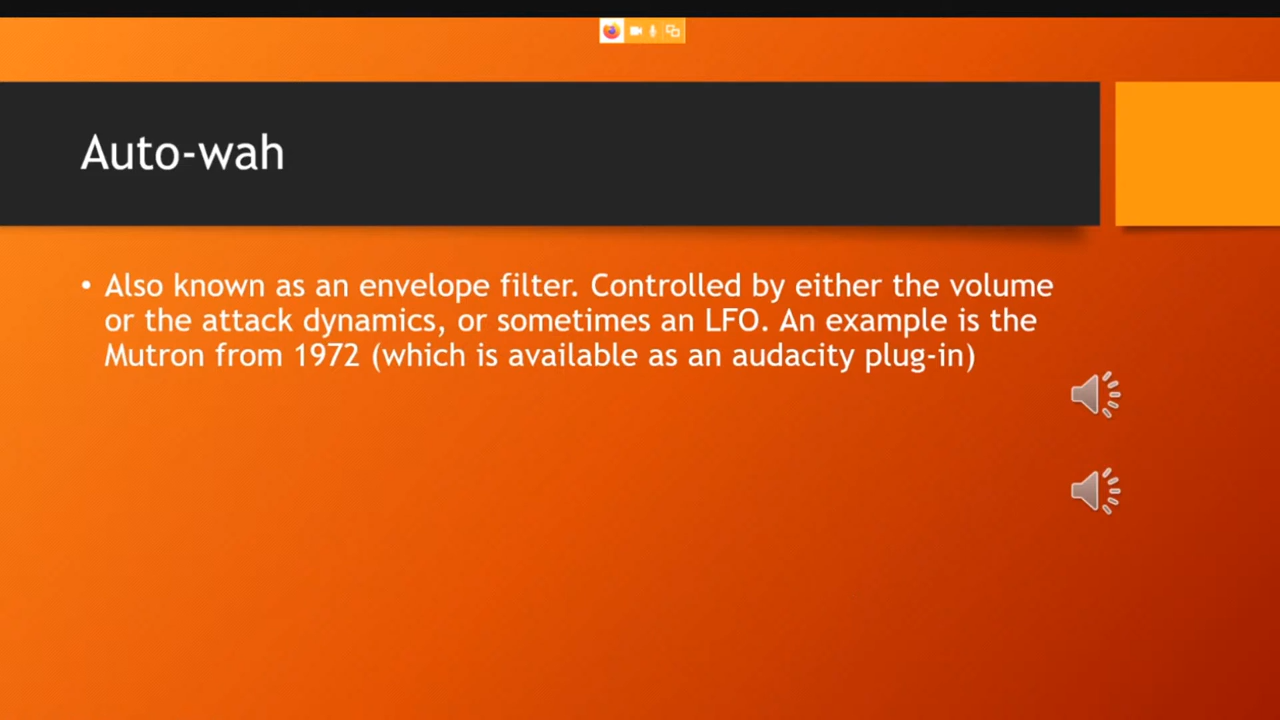 Auto-wah
• Also known as an envelope filter. Controlled by either the volume
or the attack dynamics, or sometimes an LFO. An example is the
Mutron from 1972 (which is available as an audacity plug-in)